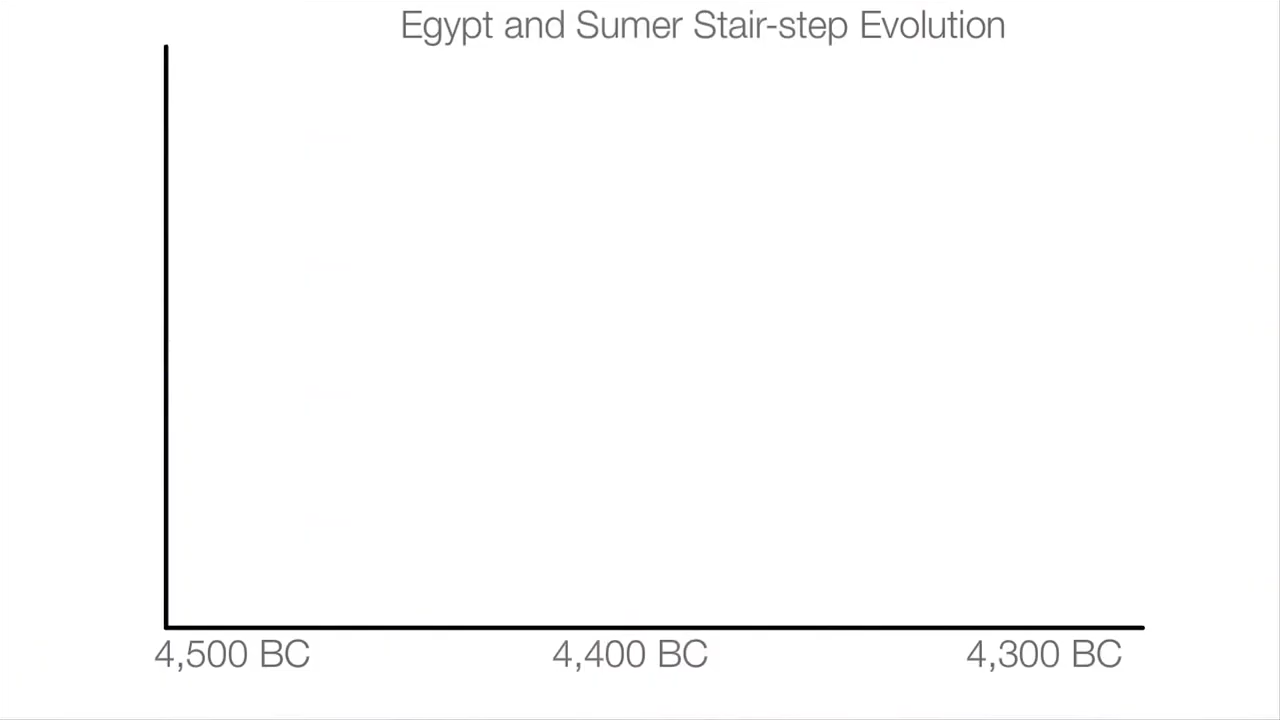 Egypt and Sumer Stair-step Evolution
4,500 BC 4,400 BC 4,300 BC